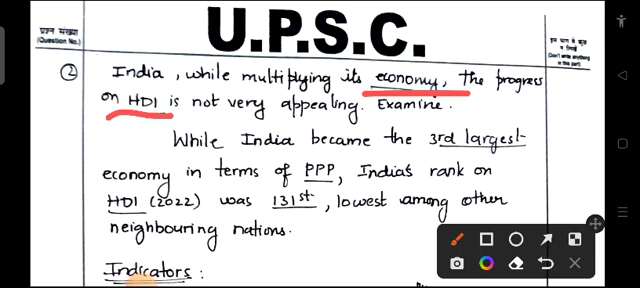 प्रश्न संख्या
(Question No.)
U.P.S.C.
(Don't write anything
in this part)
② India, while multiplying its economy, the progress
on HDI is not very appealing. Examine.
While India became the 3rd largest
economy in terms of PPP, India's rank on
HDI (2022) was 131st, lowest among other
neighbouring nations.
Indicators :